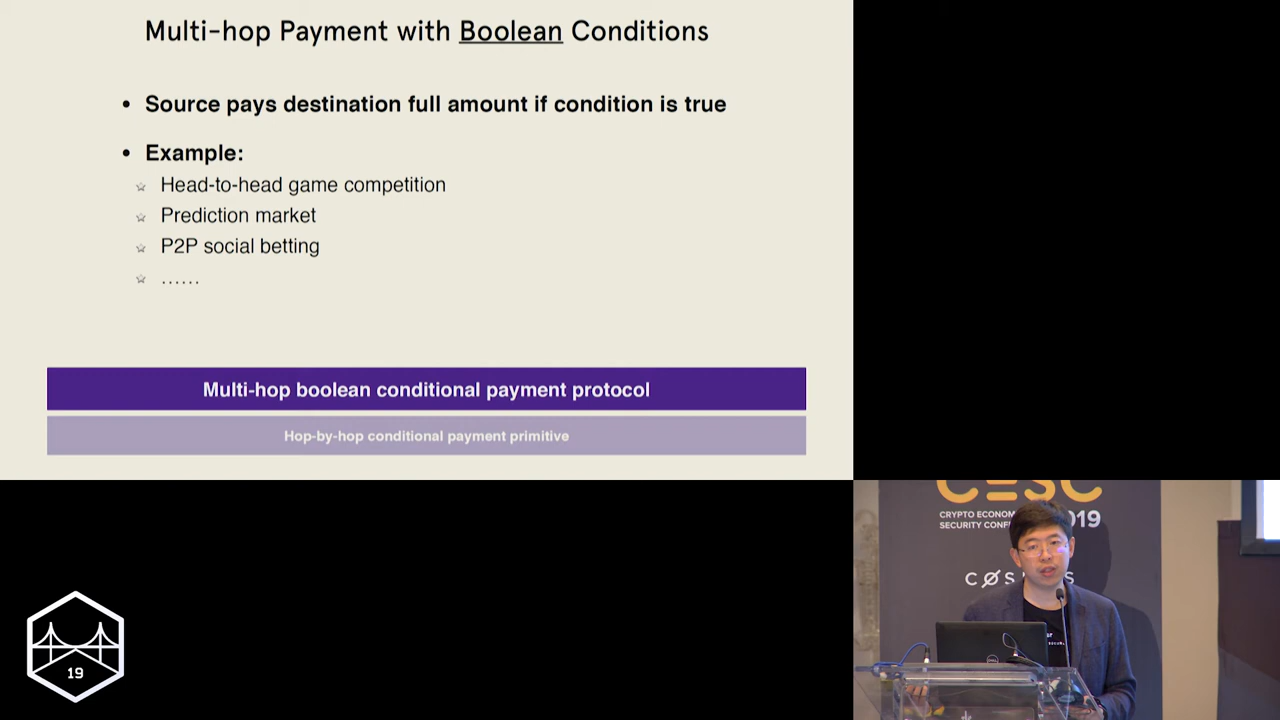 Multi-hop Payment with Boolean Conditions
Source pays destination full amount if condition is true
Example:
Head-to-head game competition
Prediction market
P2P social betting
......
Multi-hop boolean conditional payment protocol
Hop-by-hop conditional payment primitive
CESC
CRYPTO ECONOM 2019
SECURITY CONF
19